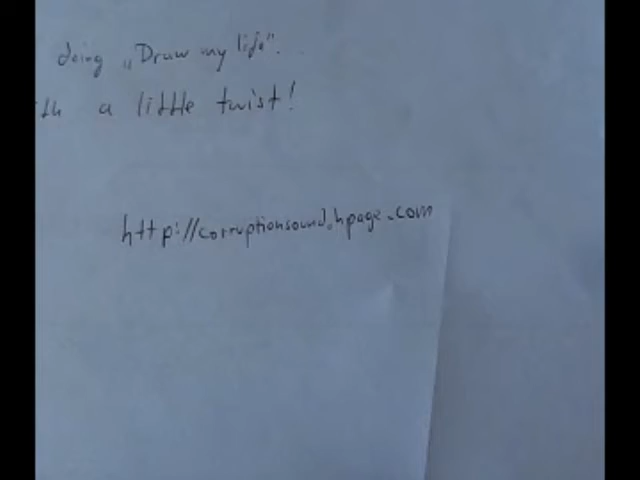 doing „Draw my life".
a little twist!
http://corruptionsound.hpage.com